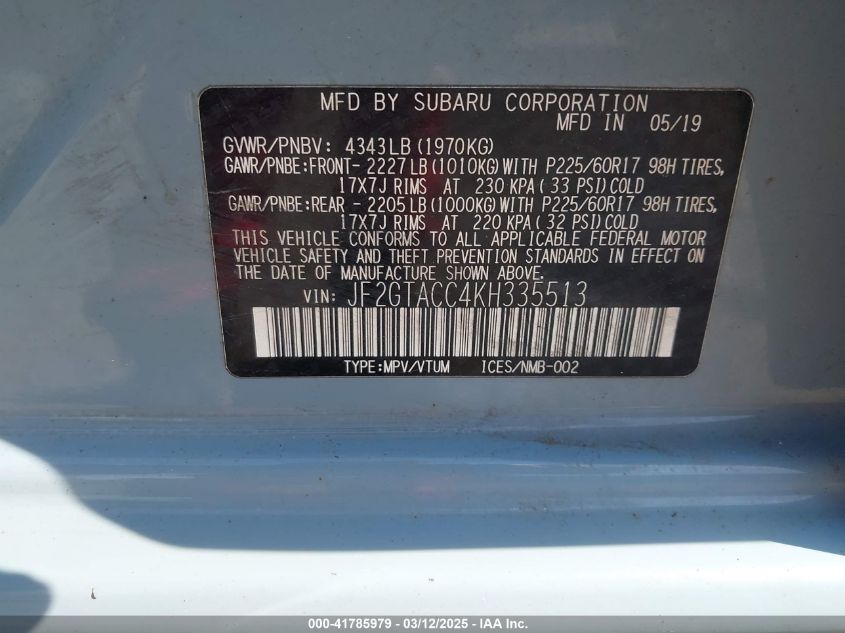 MFD BY SUBARU CORPORATION
MFD IN 05/19
GVWR/PNBV: 4343LB (1970KG)
GAWR/PNBE:FRONT- 2227LB (1010KG) WITH P225/60R17 98H TIRES,
17X7J RIMS AT 230 KPA ( 33 PSI) COLD
GAWR/PNBE:REAR - 2205LB (1000KG) WITH P225/60R17 98H TIRES,
17X7J RIMS AT 220 KPA ( 32 PSI) COLD
THIS VEHICLE CONFORMS TO ALL APPLICABLE FEDERAL MOTOR
VEHICLE SAFETY AND THEFT PREVENTION STANDARDS IN EFFECT ON
THE DATE OF MANUFACTURE SHOWN ABOVE.
VIN: JF2GTACC4KH335513
TYPE:MPV/VTUM ICES/NMB-002
000-41785979 - 03/12/2025 - IAA Inc.